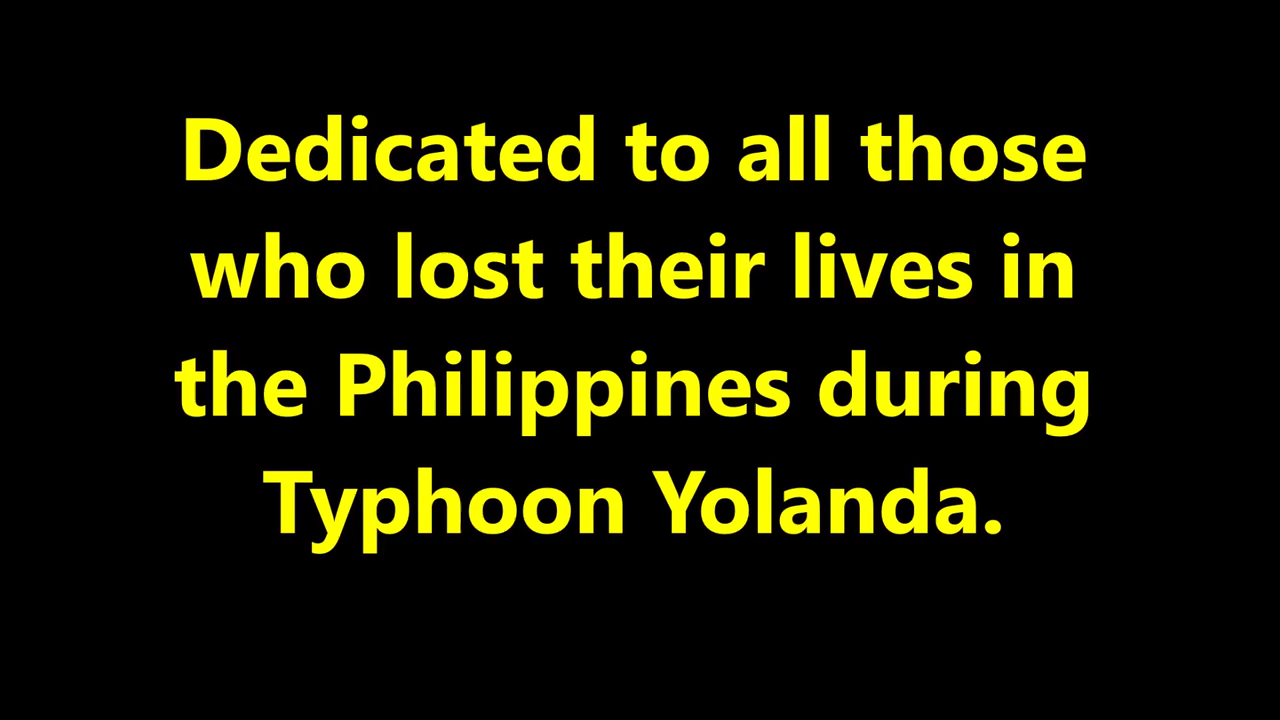 Dedicated to all those
who lost their lives in
the Philippines during
Typhoon Yolanda.